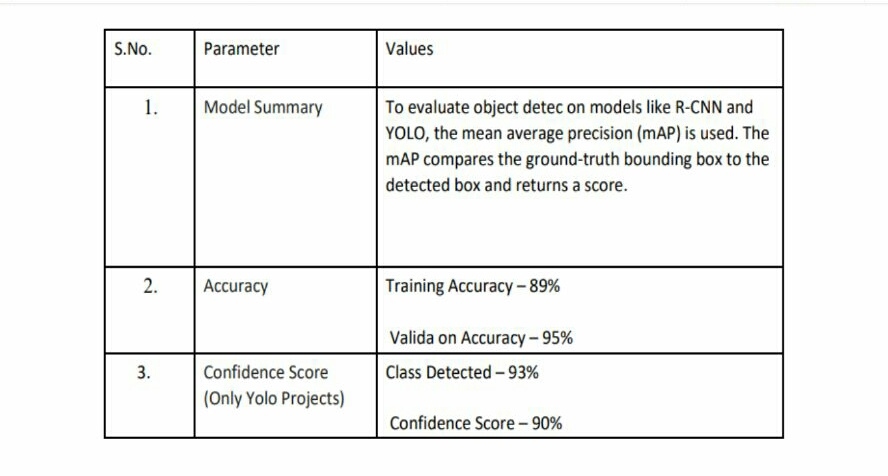 S.No. Parameter Values
1. Model Summary To evaluate object detec on models like R-CNN and
YOLO, the mean average precision (mAP) is used. The
mAP compares the ground-truth bounding box to the
detected box and returns a score.
2. Accuracy Training Accuracy – 89%
Valida on Accuracy – 95%
3. Confidence Score Class Detected – 93%
(Only Yolo Projects)
Confidence Score – 90%